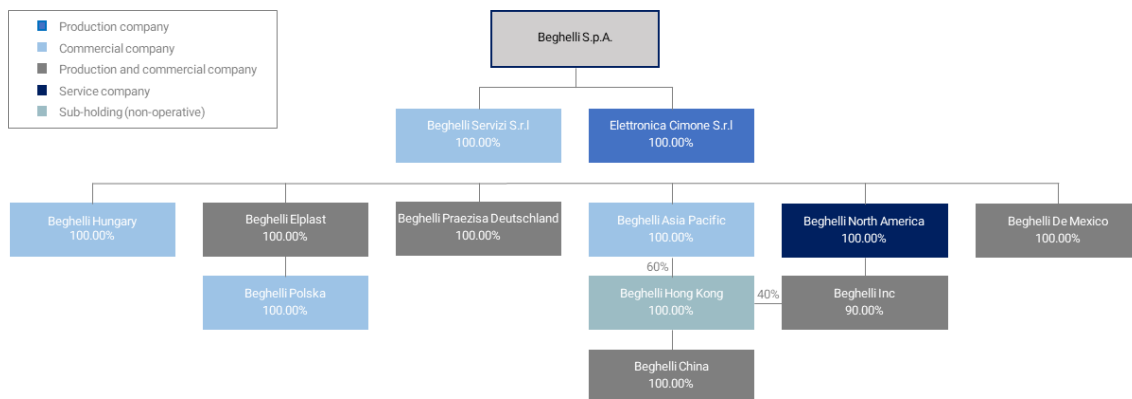 Production company
Commercial company
Production and commercial company
Service company
Sub-holding (non-operative)
Beghelli S.p.A.
Beghelli Servizi S.r.l
100.00%
Elettronica Cimone S.r.l
100.00%
Beghelli Hungary
100.00%
Beghelli Elplast
100.00%
Beghelli Praezisa Deutschland
100.00%
Beghelli Asia Pacific
100.00%
Beghelli North America
100.00%
Beghelli De Mexico
100.00%
60%
Beghelli Polska
100.00%
Beghelli Hong Kong
100.00%
40%
Beghelli Inc
90.00%
Beghelli China
100.00%